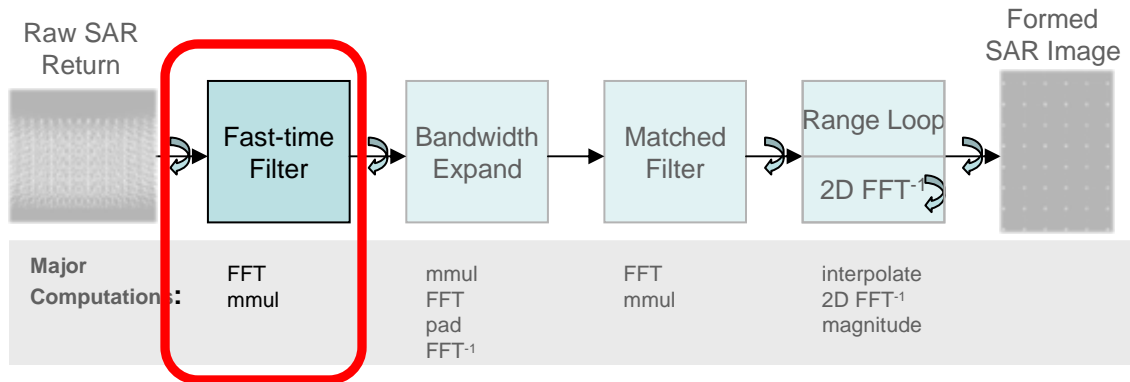 Raw SAR
Return
Fast-time
Filter
Bandwidth
Expand
Matched
Filter
Range Loop
2D FFT-1
Formed
SAR Image
Major
Computations:
FFT
mmul
mmul
FFT
pad
FFT-1
FFT
mmul
interpolate
2D FFT-1
magnitude